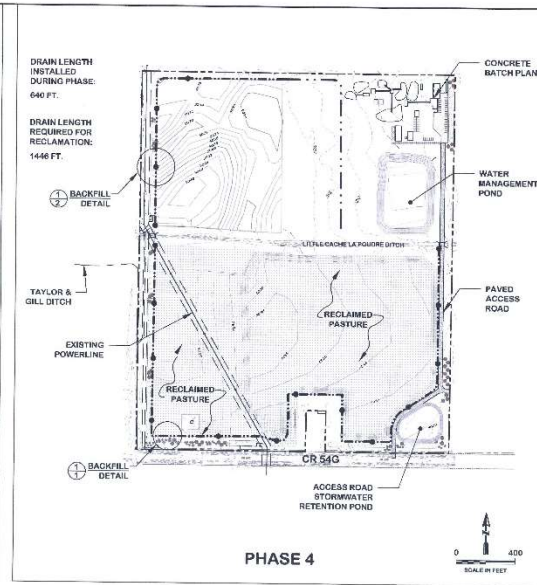 DRAIN LENGTH
INSTALLED
DURING PHASE:
640 FT.
DRAIN LENGTH
REQUIRED FOR
RECLAMATION:
1446 FT.
1
2
BACKFILL
DETAIL
TAYLOR &
GILL DITCH
EXISTING
POWERLINE
RECLAIMED
PASTURE
1
1
BACKFILL
DETAIL
LITTLE CACHE LA POUDRE DITCH
RECLAIMED
PASTURE
CR 54G
CONCRETE
BATCH PLAN
WATER
MANAGEMENT
POND
PAVED
ACCESS
ROAD
ACCESS ROAD
STORMWATER
RETENTION POND
PHASE 4
N
0 400
SCALE IN FEET